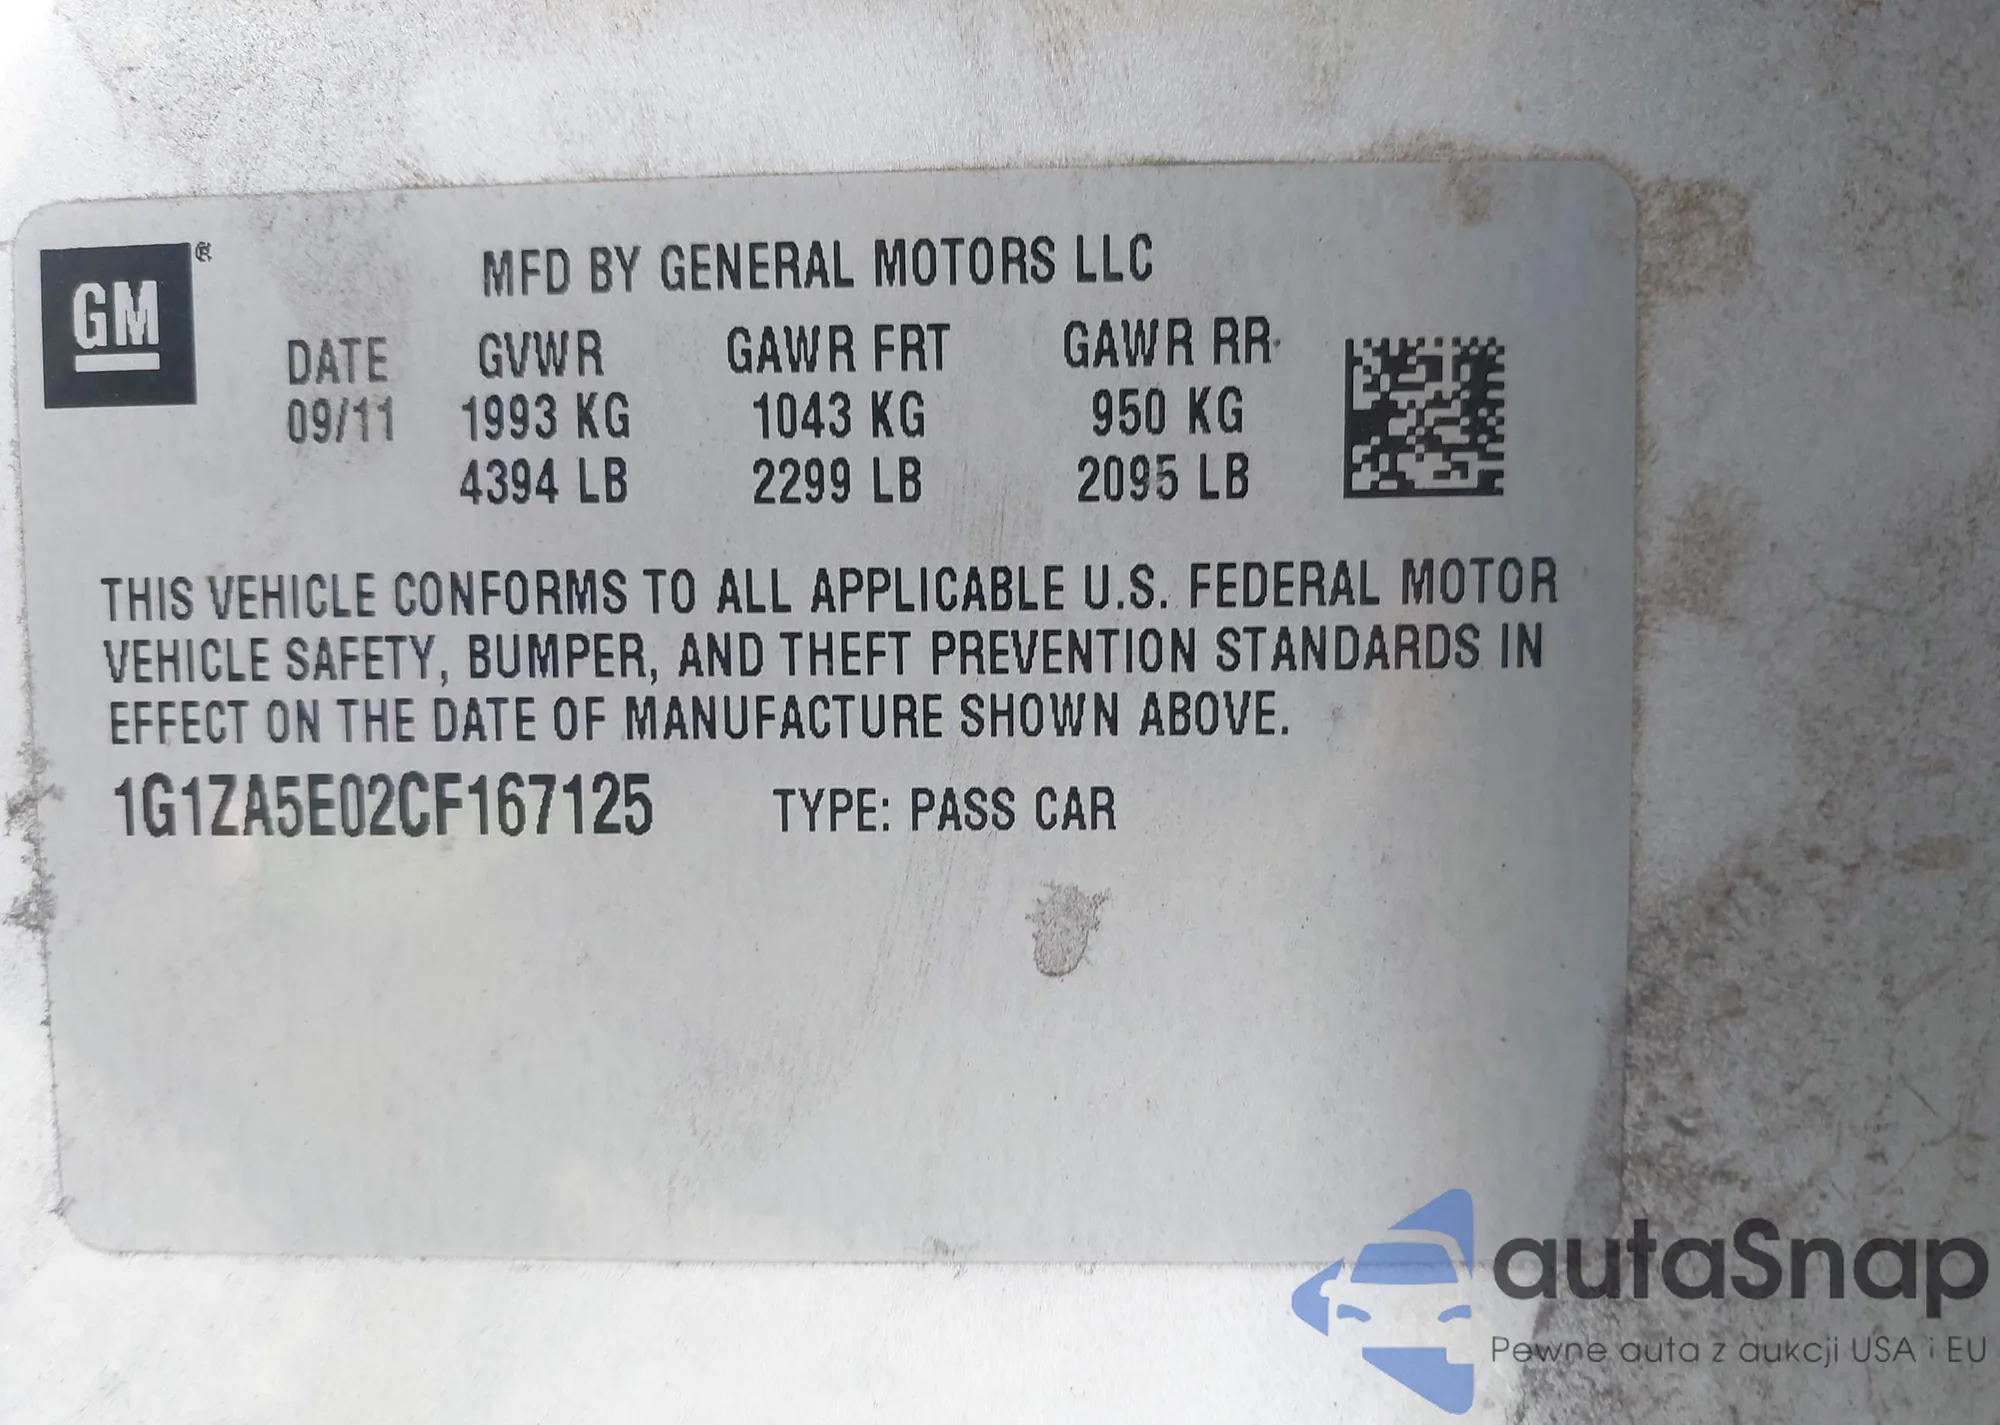 GM ®
MFD BY GENERAL MOTORS LLC
DATE GVWR GAWR FRT GAWR RR
09/11 1993 KG 1043 KG 950 KG
4394 LB 2299 LB 2095 LB
THIS VEHICLE CONFORMS TO ALL APPLICABLE U.S. FEDERAL MOTOR
VEHICLE SAFETY, BUMPER, AND THEFT PREVENTION STANDARDS IN
EFFECT ON THE DATE OF MANUFACTURE SHOWN ABOVE.
1G1ZA5E02CF167125 TYPE: PASS CAR
autaSnap
Pewne auta z aukcji USA i EU